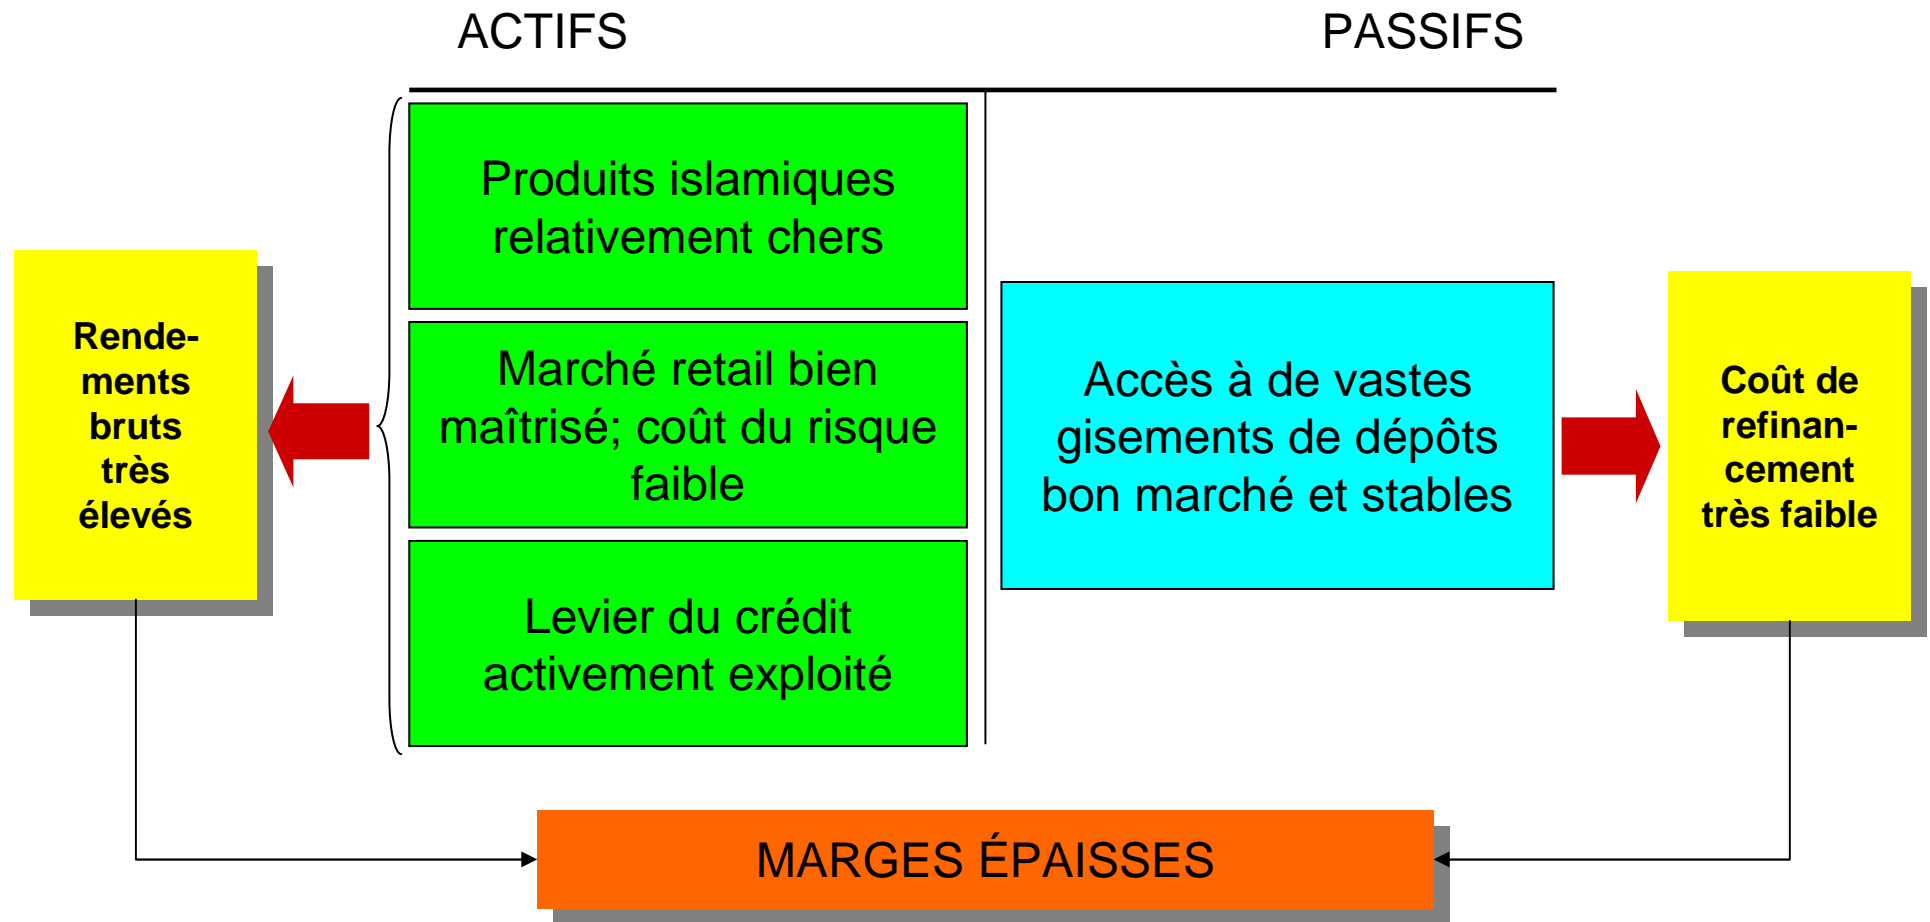 ACTIFS
PASSIFS
Produits islamiques
relativement chers
Marché retail bien
maîtrisé; coût du risque
faible
Levier du crédit
activement exploité
Accès à de vastes
gisements de dépôts
bon marché et stables
Rende-
ments
bruts
très
élevés
Coût de
refinan-
cement
très faible
MARGES ÉPAISSES